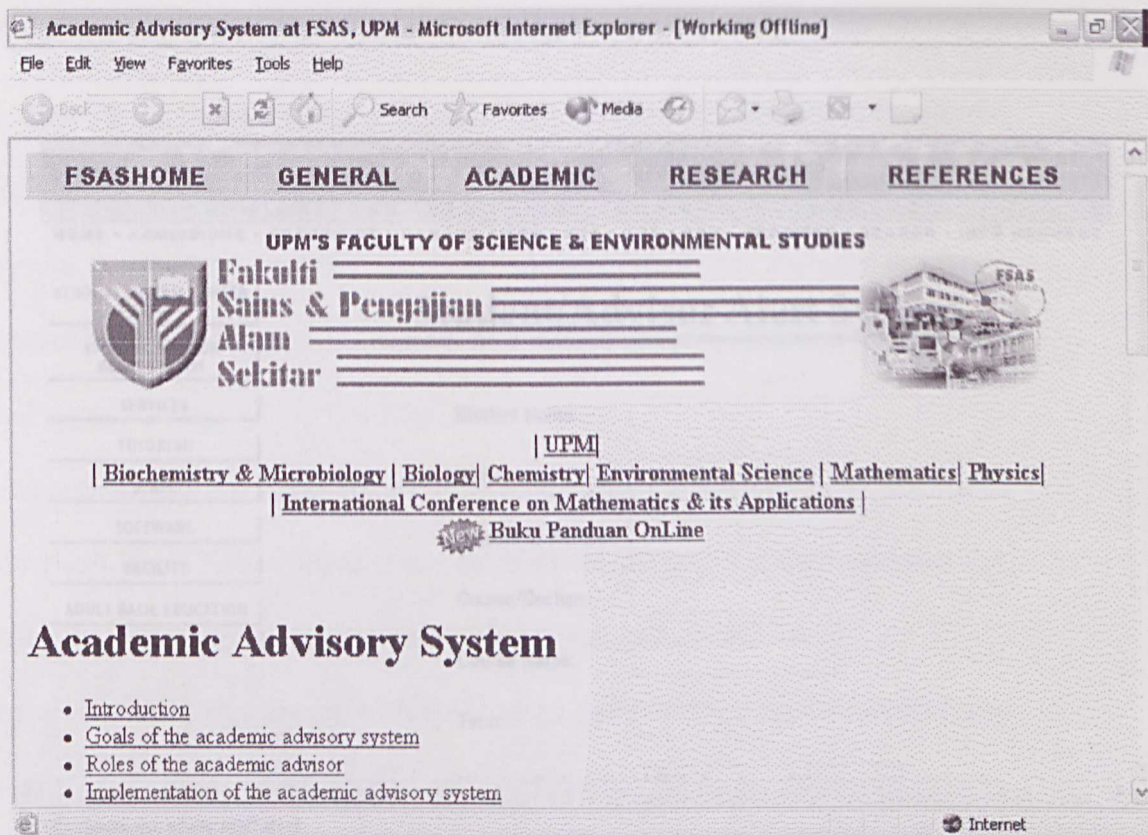 Academic Advisory System at FSAS, UPM - Microsoft Internet Explorer - [Working Offline]
File Edit View Favorites Tools Help
Back Search Favorites Media
FSASHOME GENERAL ACADEMIC RESEARCH REFERENCES
UPM'S FACULTY OF SCIENCE & ENVIRONMENTAL STUDIES
Fakulti
Sains & Pengajian
Alam
Sekitar
FSAS
| UPM|
| Biochemistry & Microbiology | Biology| Chemistry| Environmental Science | Mathematics| Physics|
| International Conference on Mathematics & its Applications |
New Buku Panduan OnLine
Academic Advisory System
• Introduction
• Goals of the academic advisory system
• Roles of the academic advisor
• Implementation of the academic advisory system
Internet